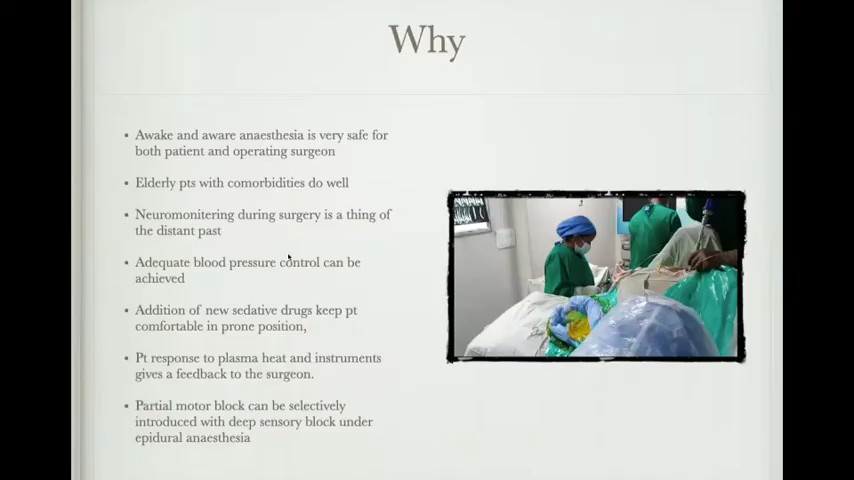 Why
Awake and aware anaesthesia is very safe for
both patient and operating surgeon
Elderly pts with comorbidities do well
Neuromonitering during surgery is a thing of
the distant past
Adequate blood pressure control can be
achieved
Addition of new sedative drugs keep pt
comfortable in prone position,
Pt response to plasma heat and instruments
gives a feedback to the surgeon.
Partial motor block can be selectively
introduced with deep sensory block under
epidural anaesthesia